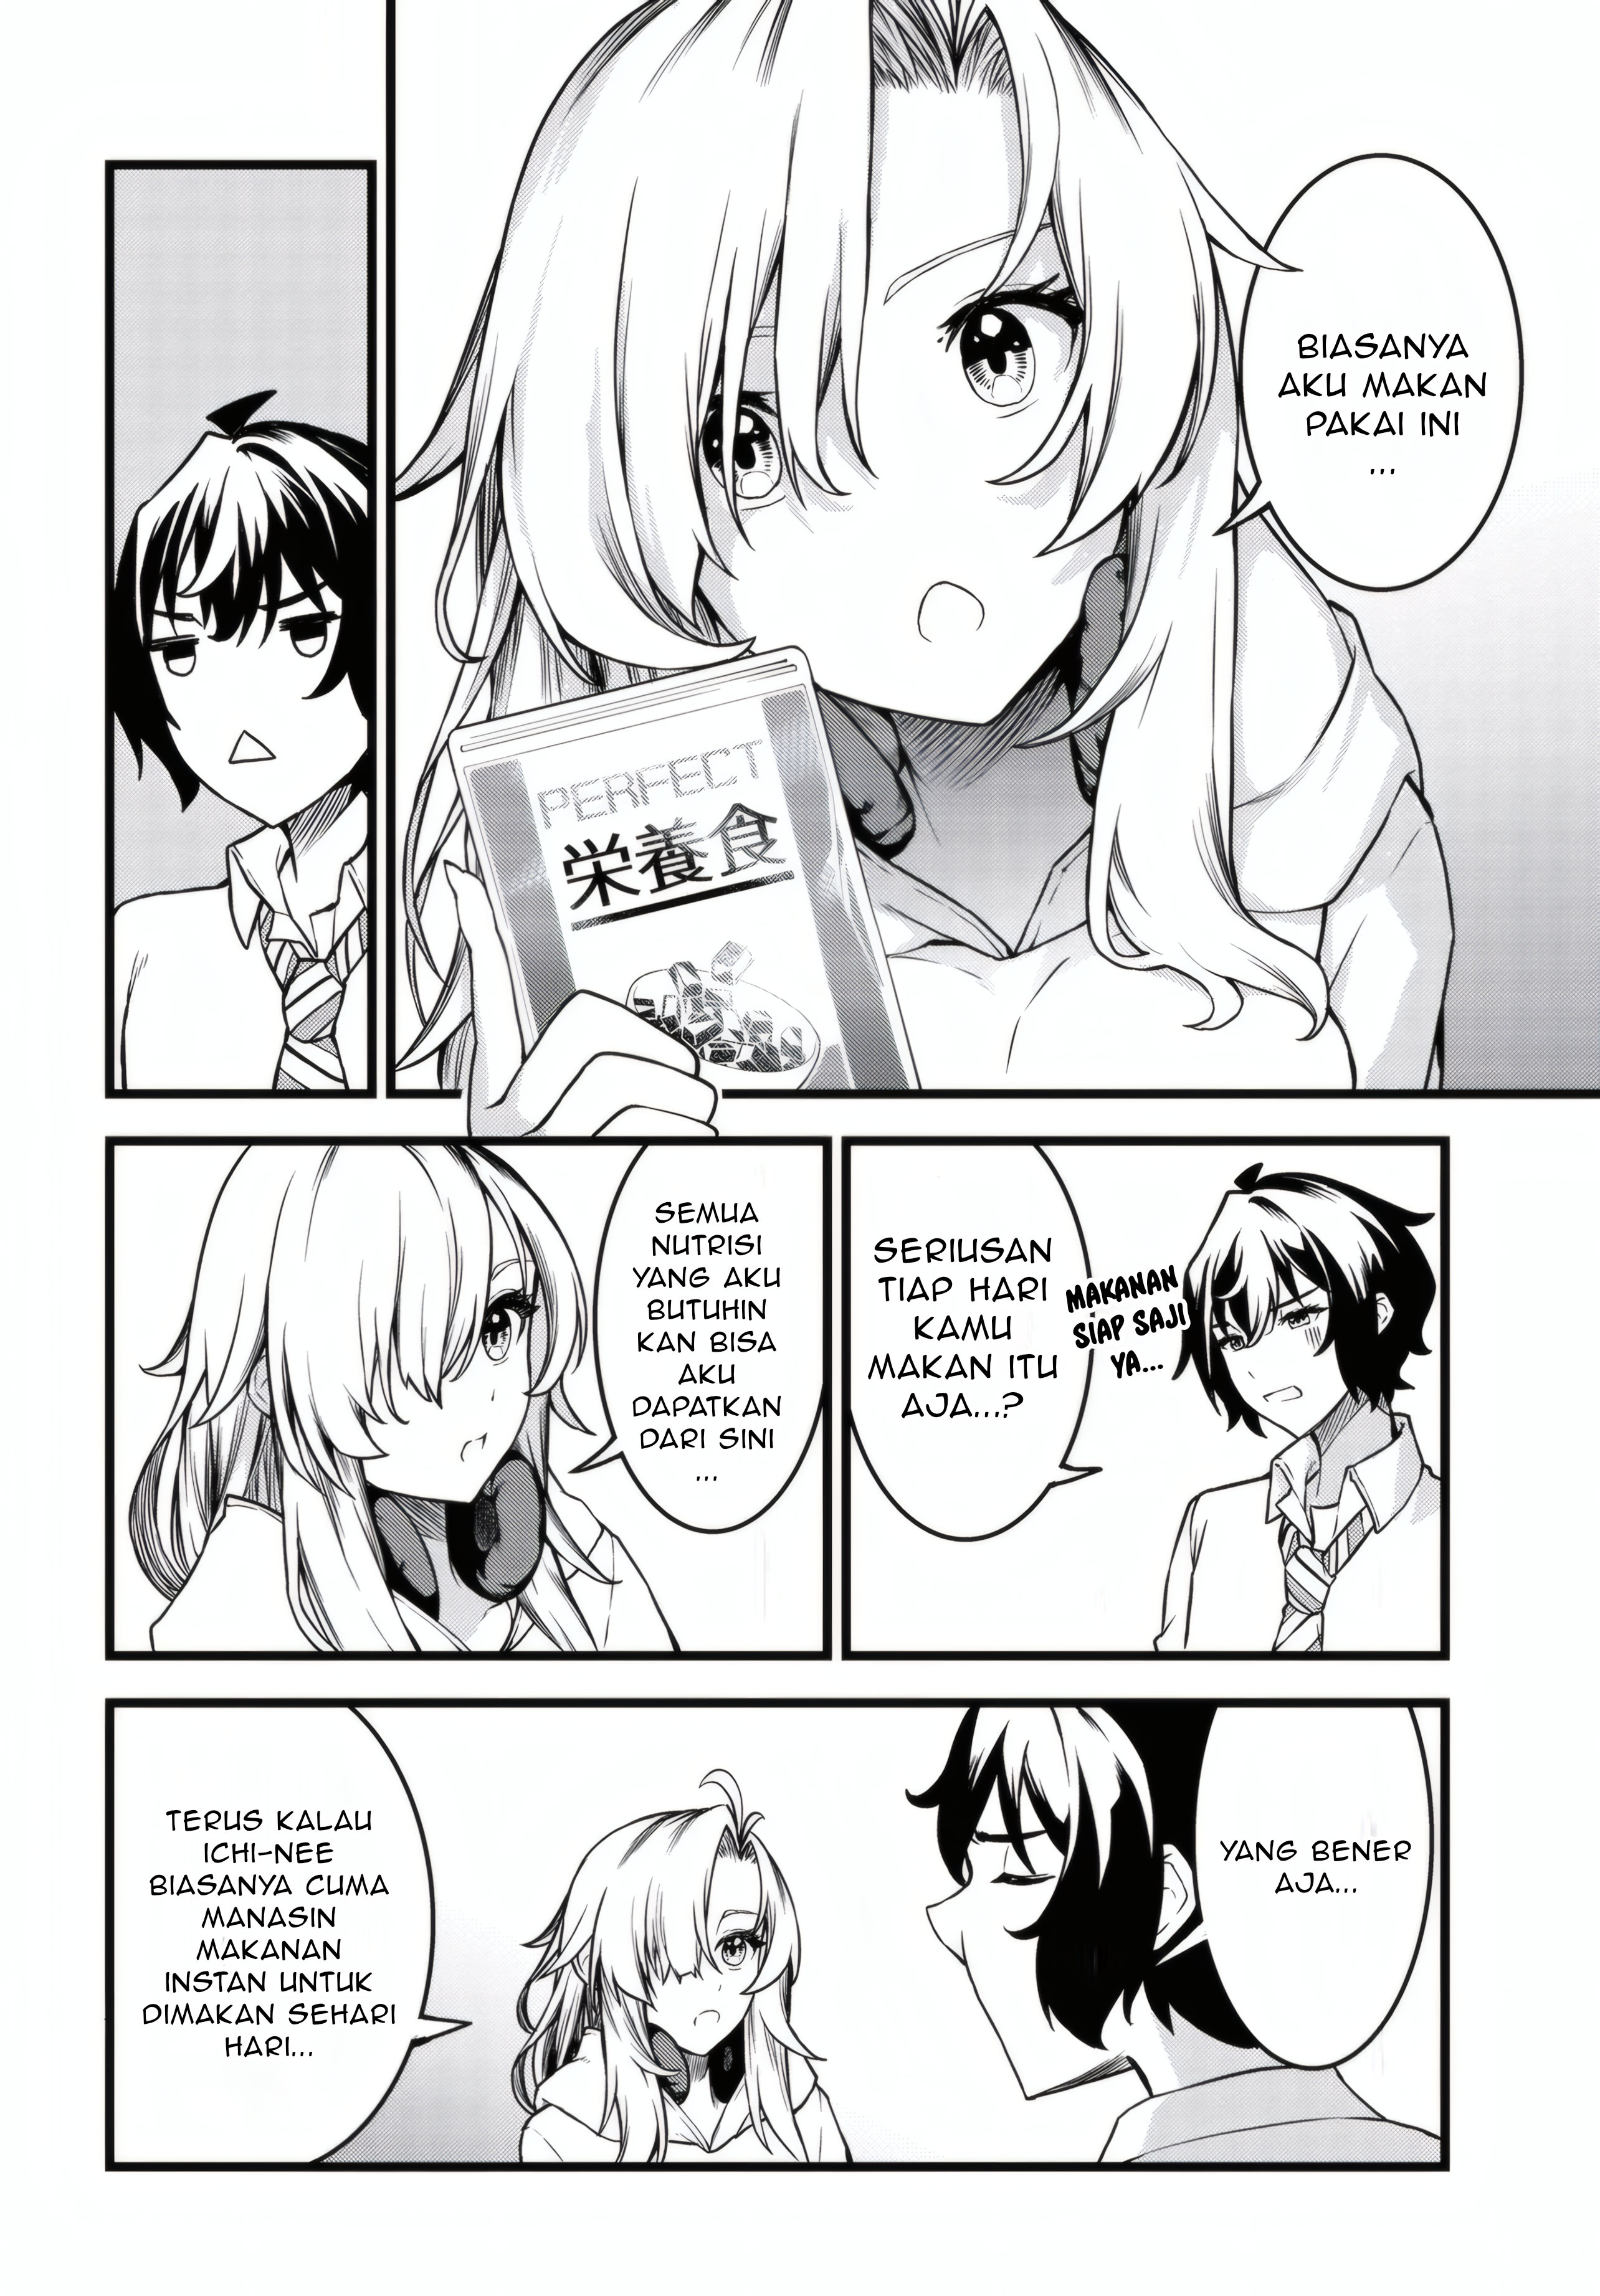 BIASANYA
AKU MAKAN
PAKAI INI
...
PERFECT
栄養食
SERIUSAN
TIAP HARI
KAMU
MAKAN ITU
AJA...?
MAKANAN
SIAP SAJI
YA...
SEMUA
NUTRISI
YANG AKU
BUTUHIN
KAN BISA
AKU
DAPATKAN
DARI SINI
...
YANG BENER
AJA...
TERUS KALAU
ICHI-NEE
BIASANYA CUMA
MANASIN
MAKANAN
INSTAN UNTUK
DIMAKAN SEHARI
HARI...